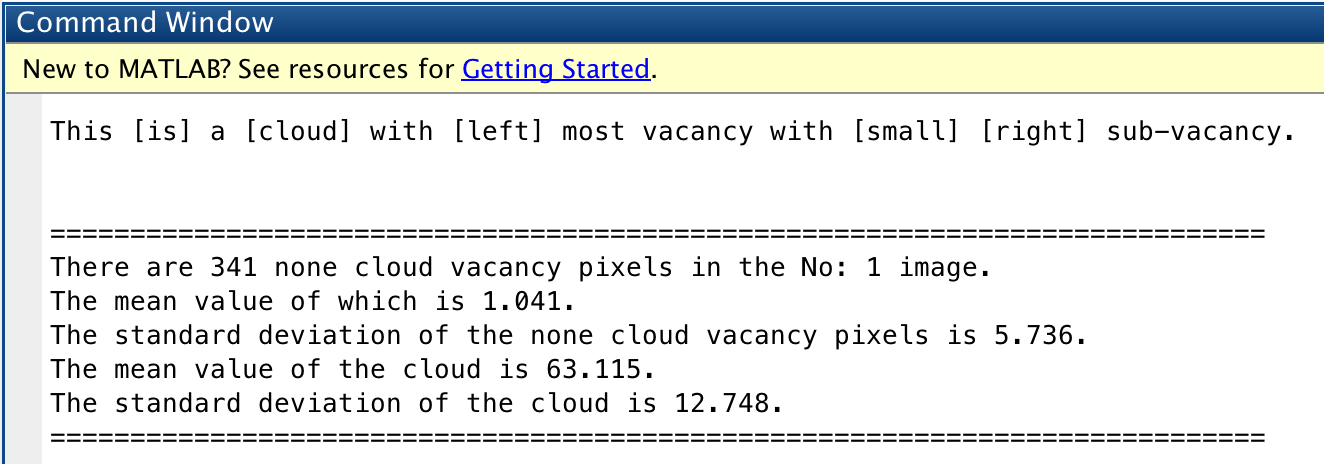 Command Window
New to MATLAB? See resources for Getting Started.
This [is] a [cloud] with [left] most vacancy with [small] [right] sub-vacancy.
============================================================================
There are 341 none cloud vacancy pixels in the No: 1 image.
The mean value of which is 1.041.
The standard deviation of the none cloud vacancy pixels is 5.736.
The mean value of the cloud is 63.115.
The standard deviation of the cloud is 12.748.
============================================================================